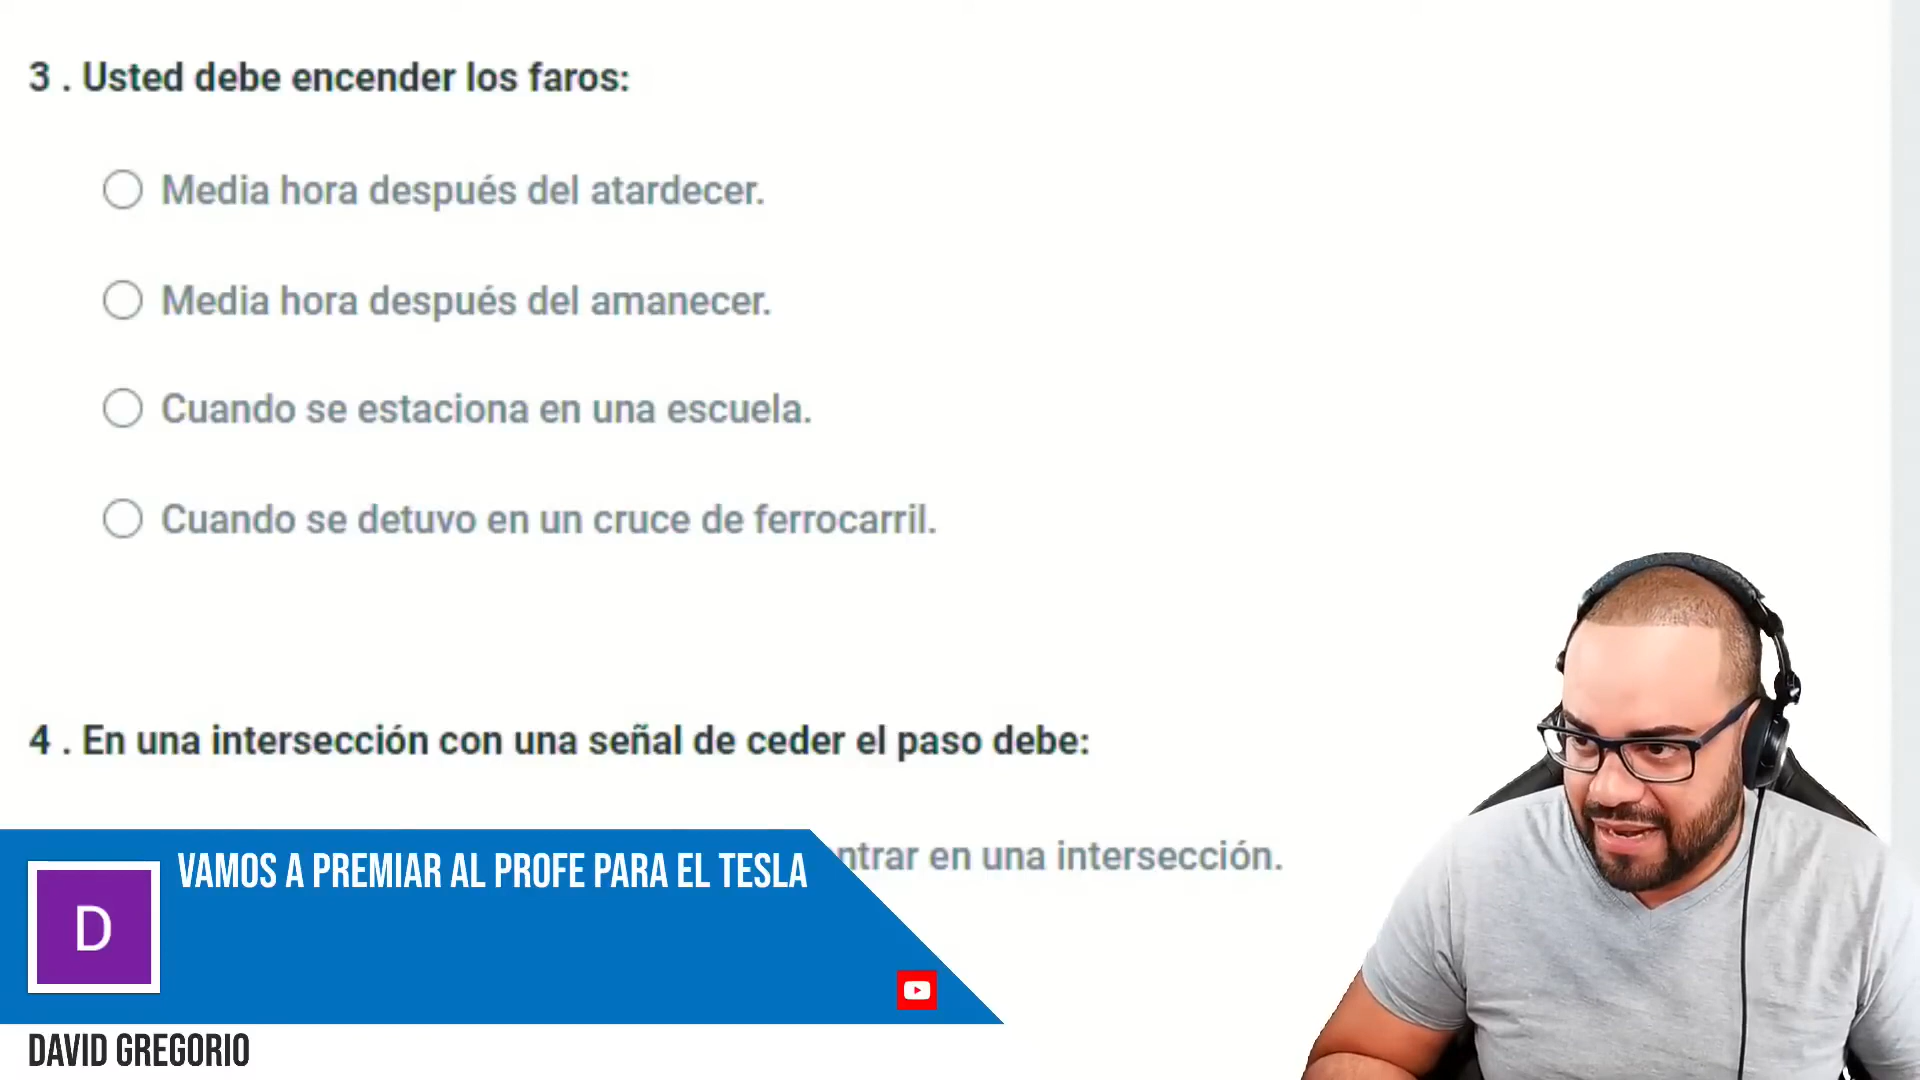 3 . Usted debe encender los faros:
Media hora después del atardecer.
Media hora después del amanecer.
Cuando se estaciona en una escuela.
Cuando se detuvo en un cruce de ferrocarril.
4 . En una intersección con una señal de ceder el paso debe:
en una intersección.
VAMOS A PREMIAR AL PROFE PARA EL TESLA
D
DAVID GREGORIO